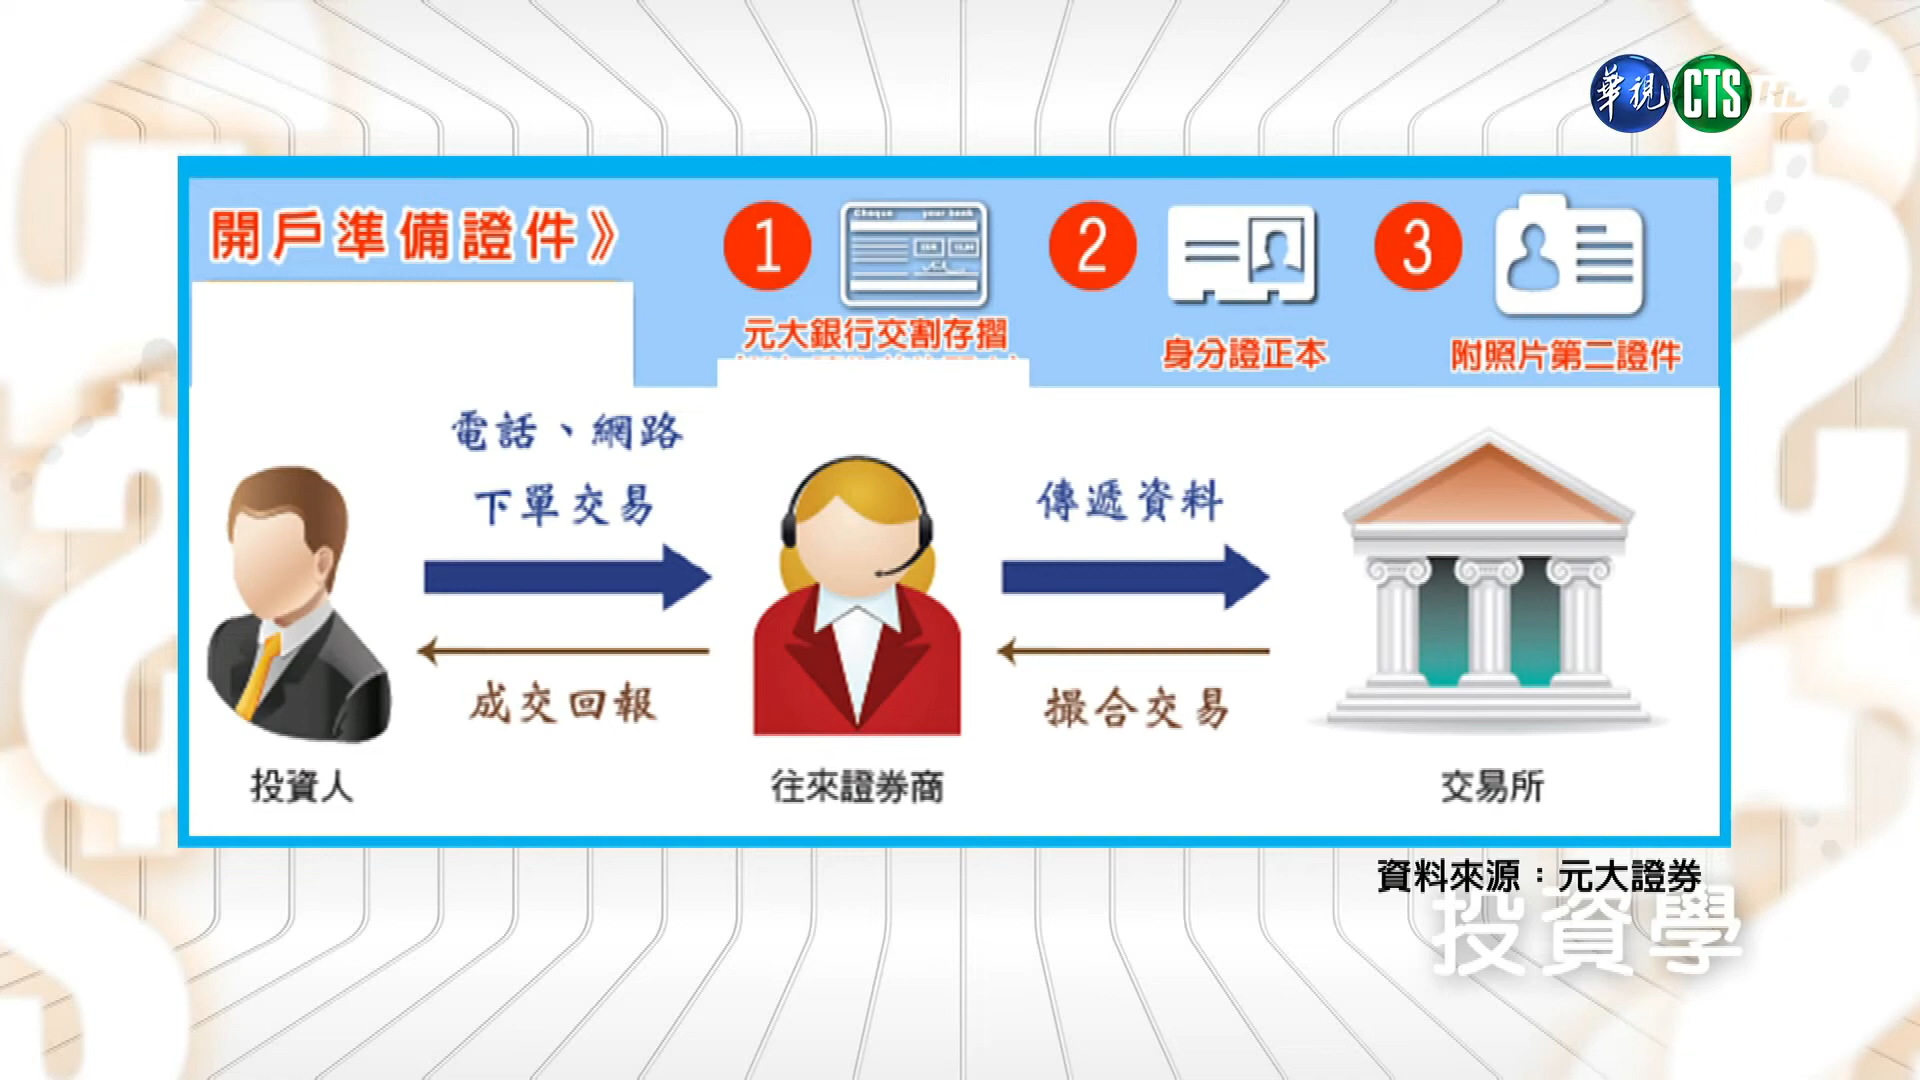 華視 CTS
開戶準備證件》
1
2
3
Cheque your bank
元大銀行交割存摺
身分證正本
附照片第二證件
電話、網路
下單交易
傳遞資料
成交回報
撮合交易
投資人
往來證券商
交易所
資料來源：元大證券
投資學